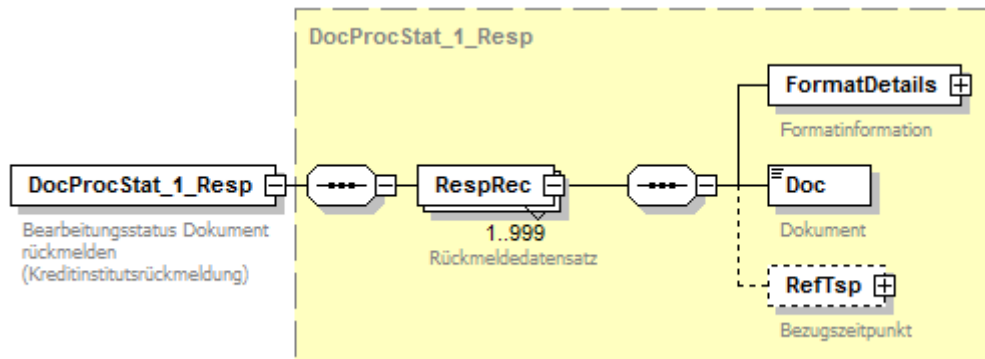 DocProcStat_1_Resp
FormatDetails
Formatinformation
DocProcStat_1_Resp
Bearbeitungsstatus Dokument
rückmelden
(Kreditinstitutsrückmeldung)
RespRec
1..999
Rückmeldedatensatz
Doc
Dokument
RefTsp
Bezugszeitpunkt